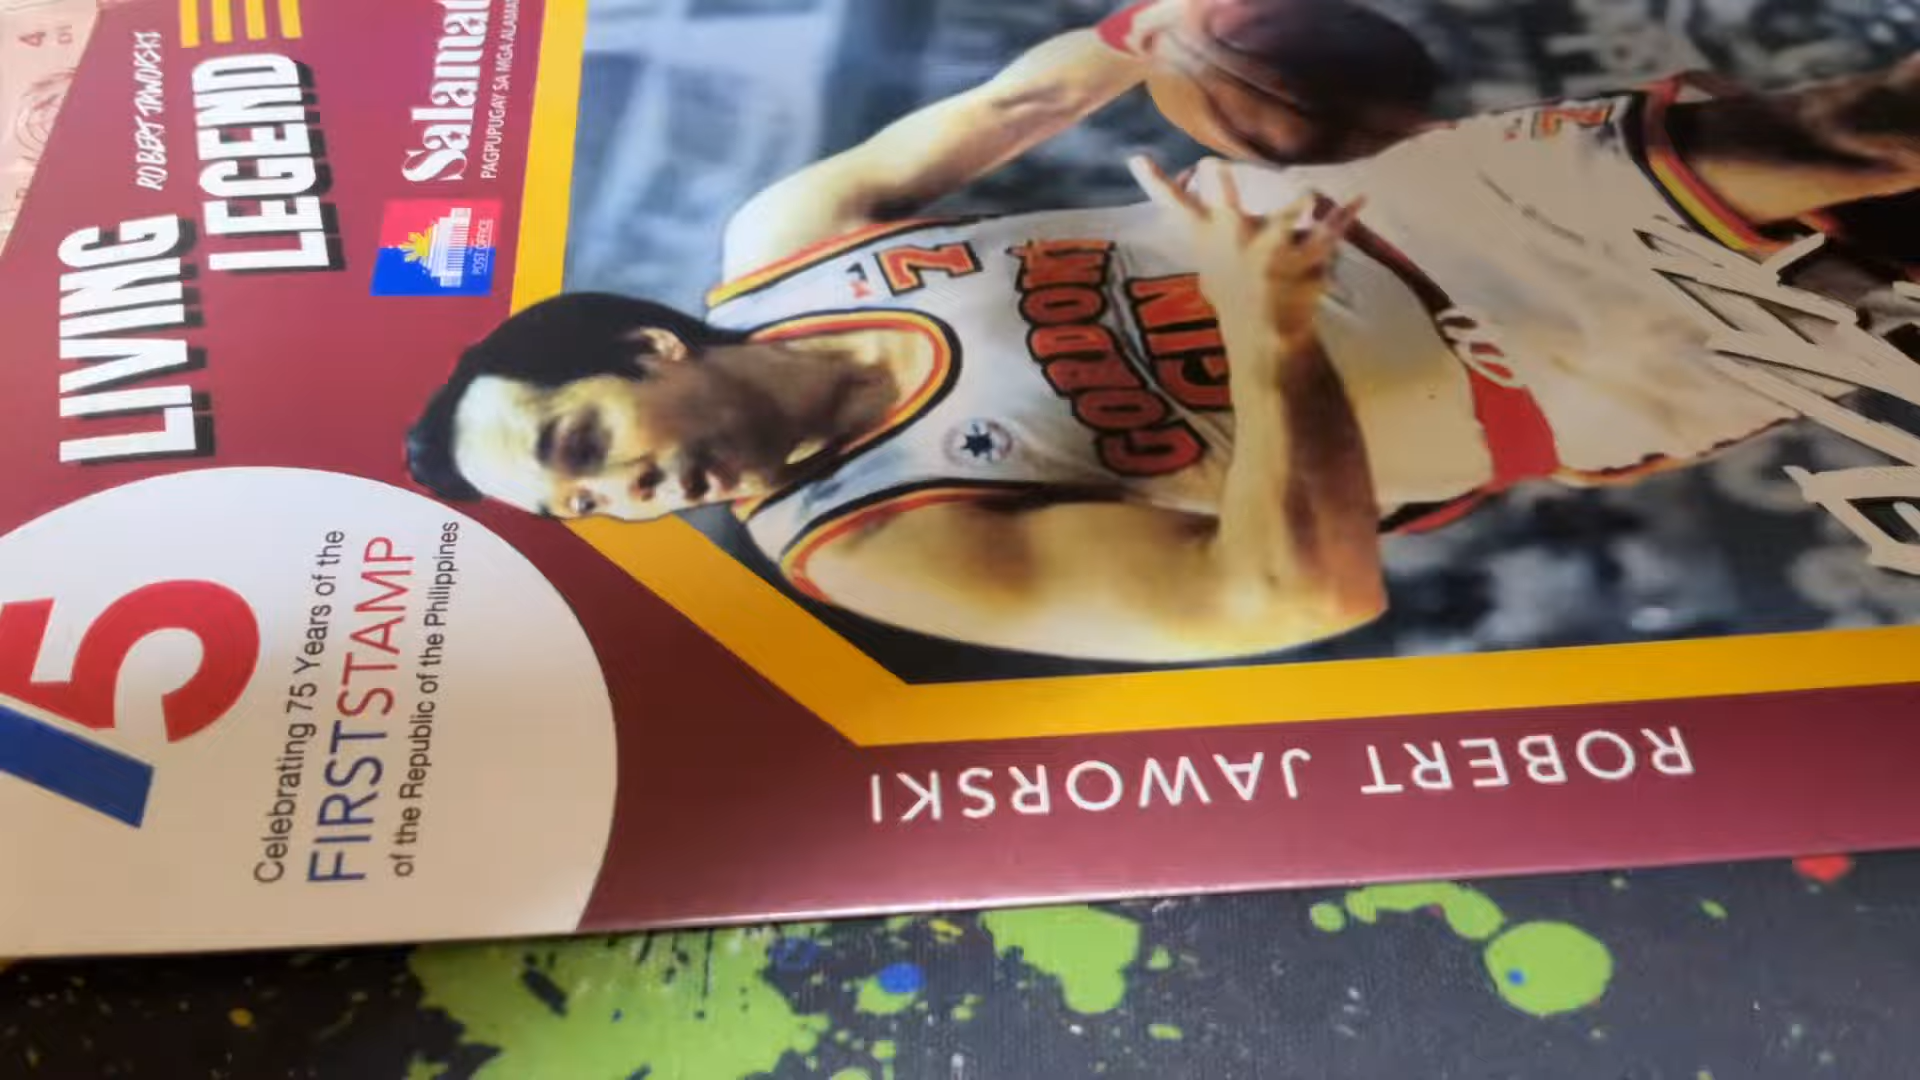 LIVING
ROBERT JAWORSKI
LEGEND
Salamat
PAGPUPUGAY SA MGA ALAMAT
POST OFFICE
75
Celebrating 75 Years of the
FIRSTSTAMP
of the Republic of the Philippines
GORDON'S
GIN
7
ROBERT JAWORSKI
4